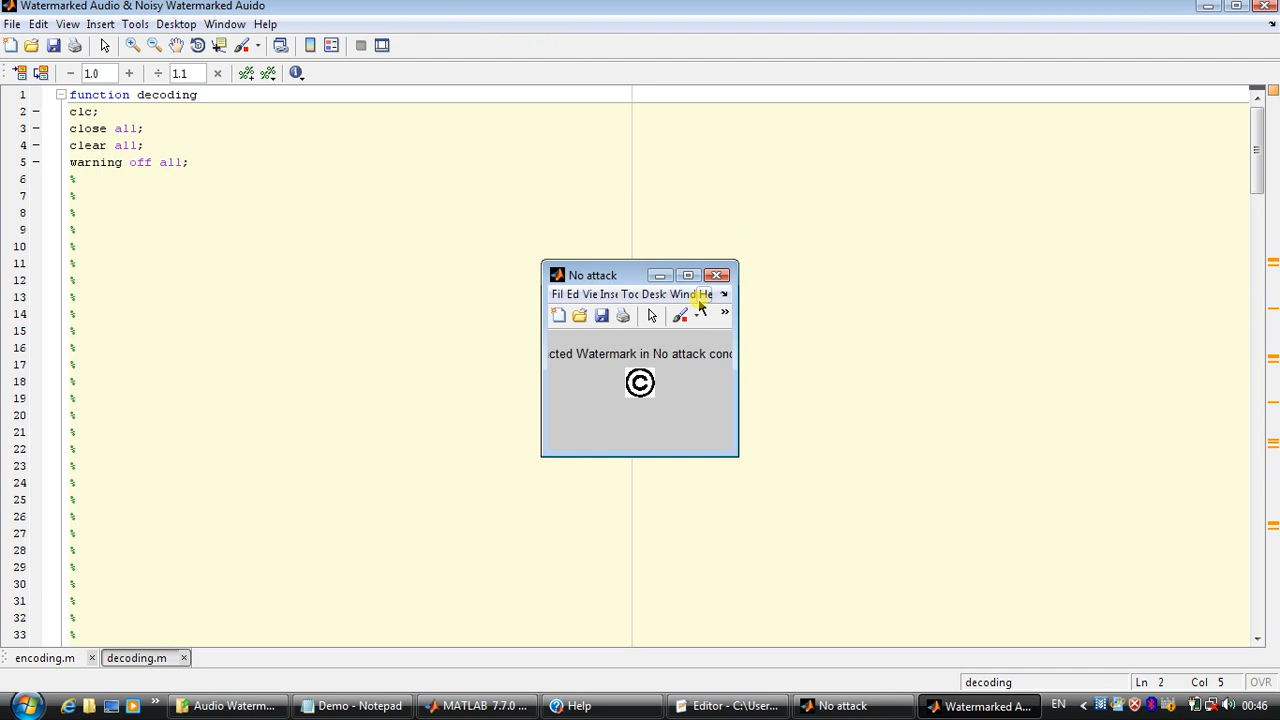 Watermarked Audio & Noisy Watermarked Auido
File Edit View Insert Tools Desktop Window Help
1.0 + ÷ 1.1 ×
1 function decoding
2 clc;
3 close all;
4 clear all;
5 warning off all;
6 %
7 %
8 %
9 %
10 %
11 %
12 %
13 %
14 %
15 %
16 %
17 %
18 %
19 %
20 %
21 %
22 %
23 %
24 %
25 %
26 %
27 %
28 %
29 %
30 %
31 %
32 %
33 %
No attack
Fil Ed Vie Inse Too Desk Wind He
cted Watermark in No attack conc
©
encoding.m × decoding.m ×
decoding Ln 2 Col 5 OVR
Audio Waterm... Demo - Notepad MATLAB 7.7.0 ... Help Editor - C:\User... No attack Watermarked A... 00:46